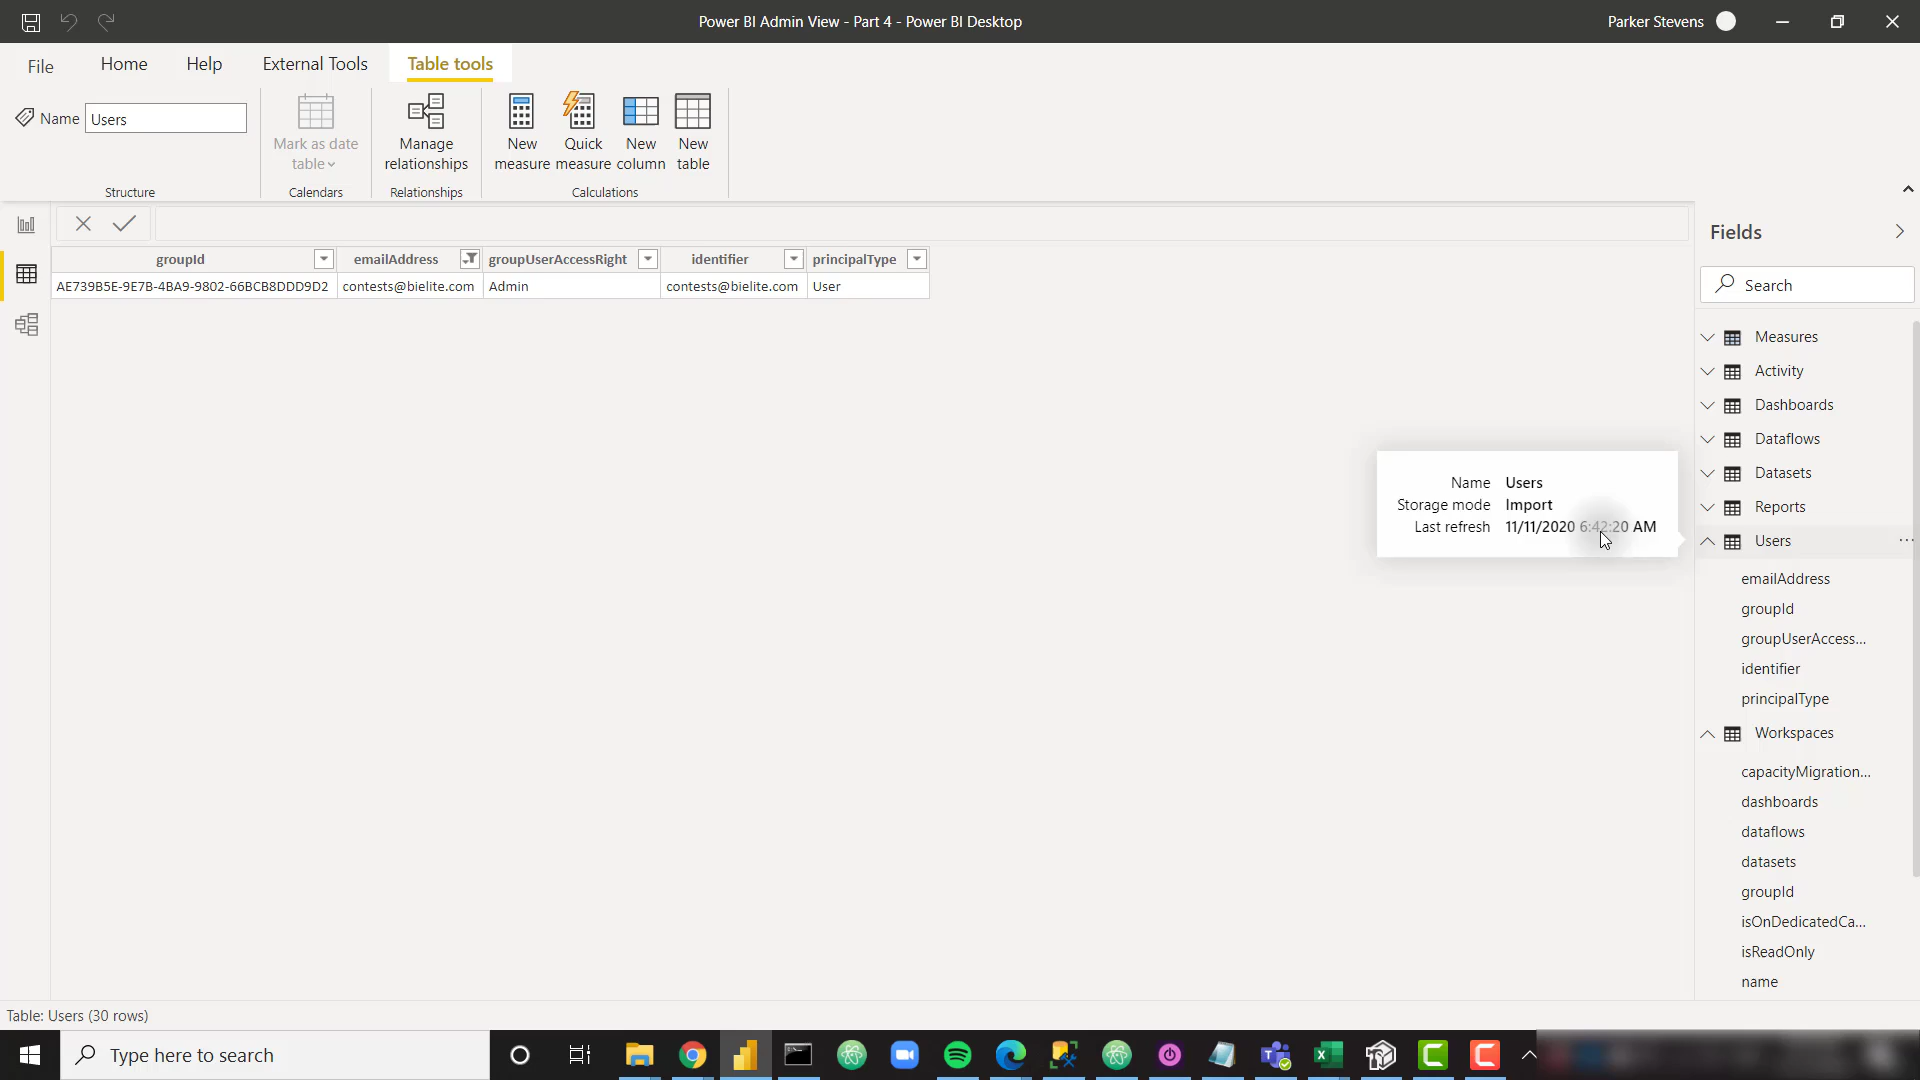 Power BI Admin View - Part 4 - Power BI Desktop
Parker Stevens
File
Home
Help
External Tools
Table tools
Name
Users
Mark as date
table
Manage
relationships
New
measure
Quick
measure
New
column
New
table
Structure
Calendars
Relationships
Calculations
groupId
emailAddress
groupUserAccessRight
identifier
principalType
AE739B5E-9E7B-4BA9-9802-66BCB8DDD9D2
contests@bielite.com
Admin
contests@bielite.com
User
Name Users
Storage mode Import
Last refresh 11/11/2020 6:42:20 AM
Fields
Search
Measures
Activity
Dashboards
Dataflows
Datasets
Reports
Users
emailAddress
groupId
groupUserAccess...
identifier
principalType
Workspaces
capacityMigration...
dashboards
dataflows
datasets
groupId
isOnDedicatedCa...
isReadOnly
name
Table: Users (30 rows)
Type here to search